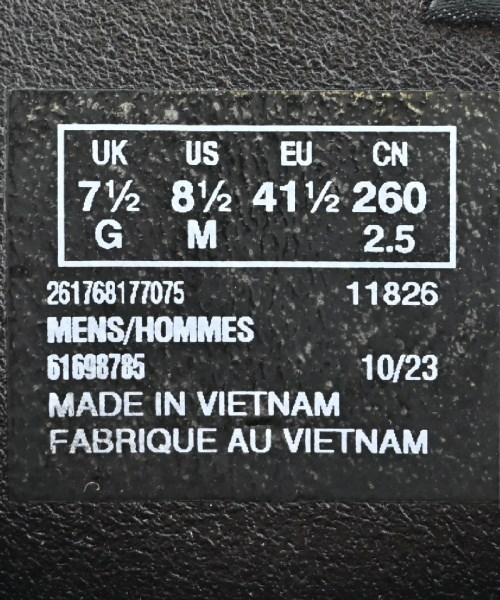 UK US EU CN
7½ 8½ 41½ 260
G M 2.5
261768177075 11826
MENS/HOMMES
61698785 10/23
MADE IN VIETNAM
FABRIQUE AU VIETNAM